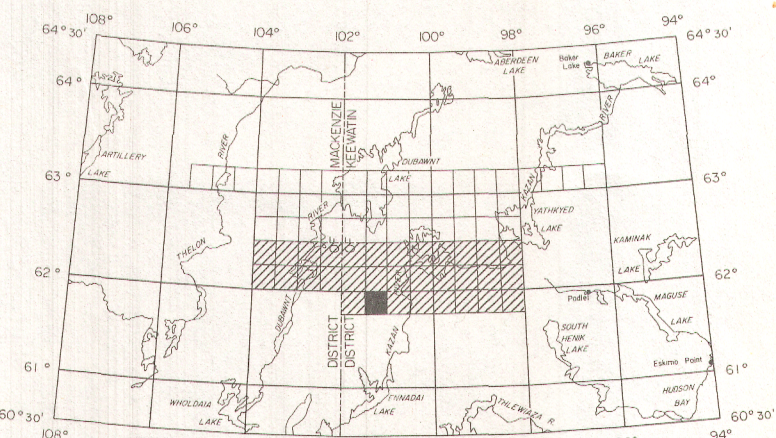 108° 106° 104° 102° 100° 98° 96° 94°
64° 30' 64° 30'
ABERDEEN LAKE
Baker Lake
BAKER LAKE
64° 64°
RIVER
MACKENZIE
KEEWATIN
RIVER
ARTILLERY LAKE
DUBAWNT LAKE
63° 63°
KAZAN
RIVER
YATHKYED LAKE
THELON
OF
OF
KAMINAK LAKE
62° 62°
RIVER
Padlei
MAGUSE LAKE
DUBAWNT
DISTRICT
DISTRICT
KAZAN
SOUTH HENIK LAKE
61° 61°
Eskimo Point
WHOLDAIA LAKE
ENNADAI LAKE
THLEWIAZA R.
HUDSON BAY
60° 30' 60° 30'
108° 94°